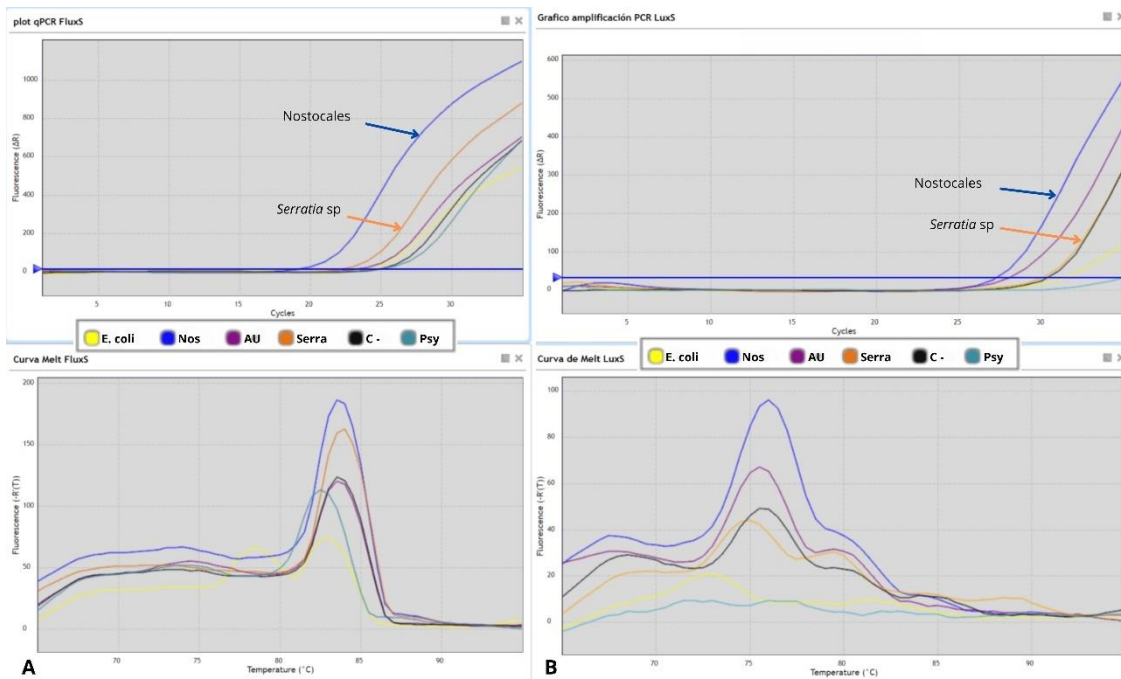 plot qPCR FluxS
Grafico amplificación PCR LuxS
Fluorescence (ΔR)
1000
800
600
400
200
0
Nostocales
Serratia sp
5
10
15
20
25
30
Cycles
Fluorescence (ΔR)
600
500
400
300
200
100
0
Nostocales
Serratia sp
5
10
15
20
25
30
Cycles
E. coli Nos AU Serra C - Psy
E. coli Nos AU Serra C - Psy
Curva Melt FluxS
Curva de Melt LuxS
Fluorescence (-R'(T))
200
150
100
50
0
70
75
80
85
90
Temperature (°C)
A
Fluorescence (-R'(T))
100
80
60
40
20
0
70
75
80
85
90
Temperature (°C)
B